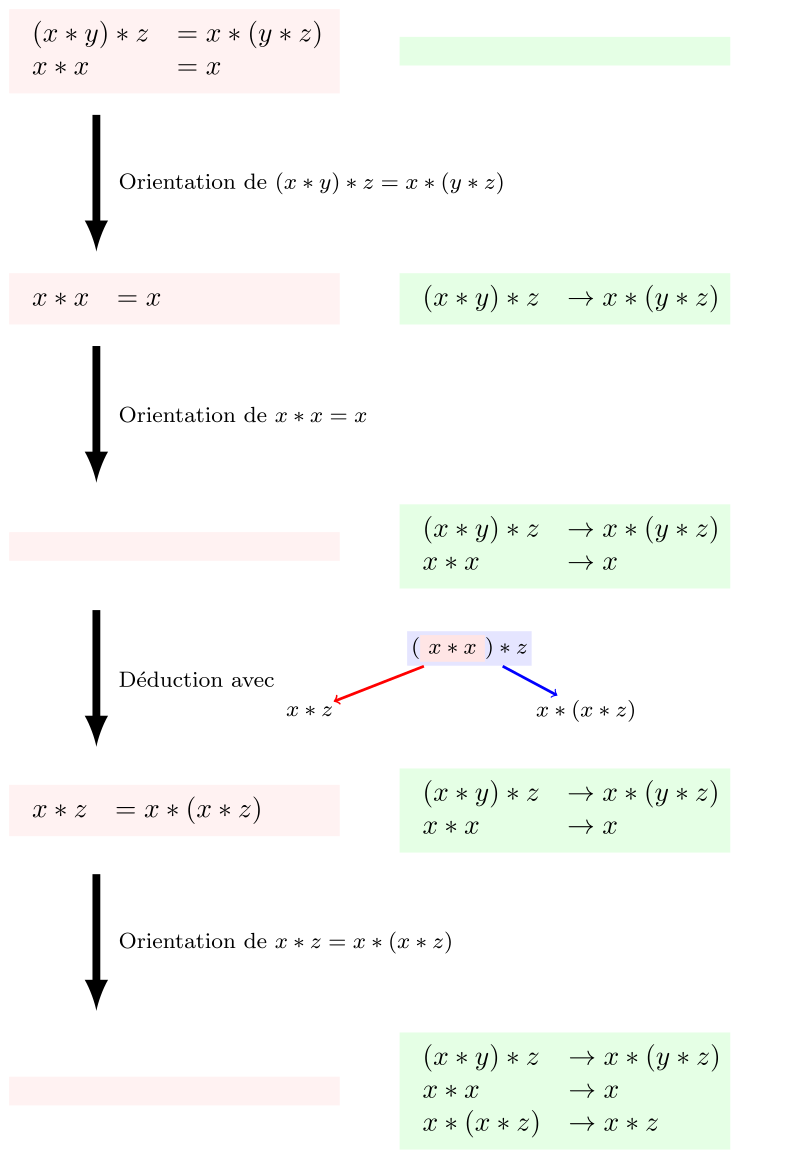 (x ∗ y) ∗ z = x ∗ (y ∗ z)
x ∗ x = x
Orientation de (x ∗ y) ∗ z = x ∗ (y ∗ z)
x ∗ x = x
(x ∗ y) ∗ z → x ∗ (y ∗ z)
Orientation de x ∗ x = x
(x ∗ y) ∗ z → x ∗ (y ∗ z)
x ∗ x → x
( x ∗ x ) ∗ z
Déduction avec
x ∗ z
x ∗ (x ∗ z)
x ∗ z = x ∗ (x ∗ z)
(x ∗ y) ∗ z → x ∗ (y ∗ z)
x ∗ x → x
Orientation de x ∗ z = x ∗ (x ∗ z)
(x ∗ y) ∗ z → x ∗ (y ∗ z)
x ∗ x → x
x ∗ (x ∗ z) → x ∗ z